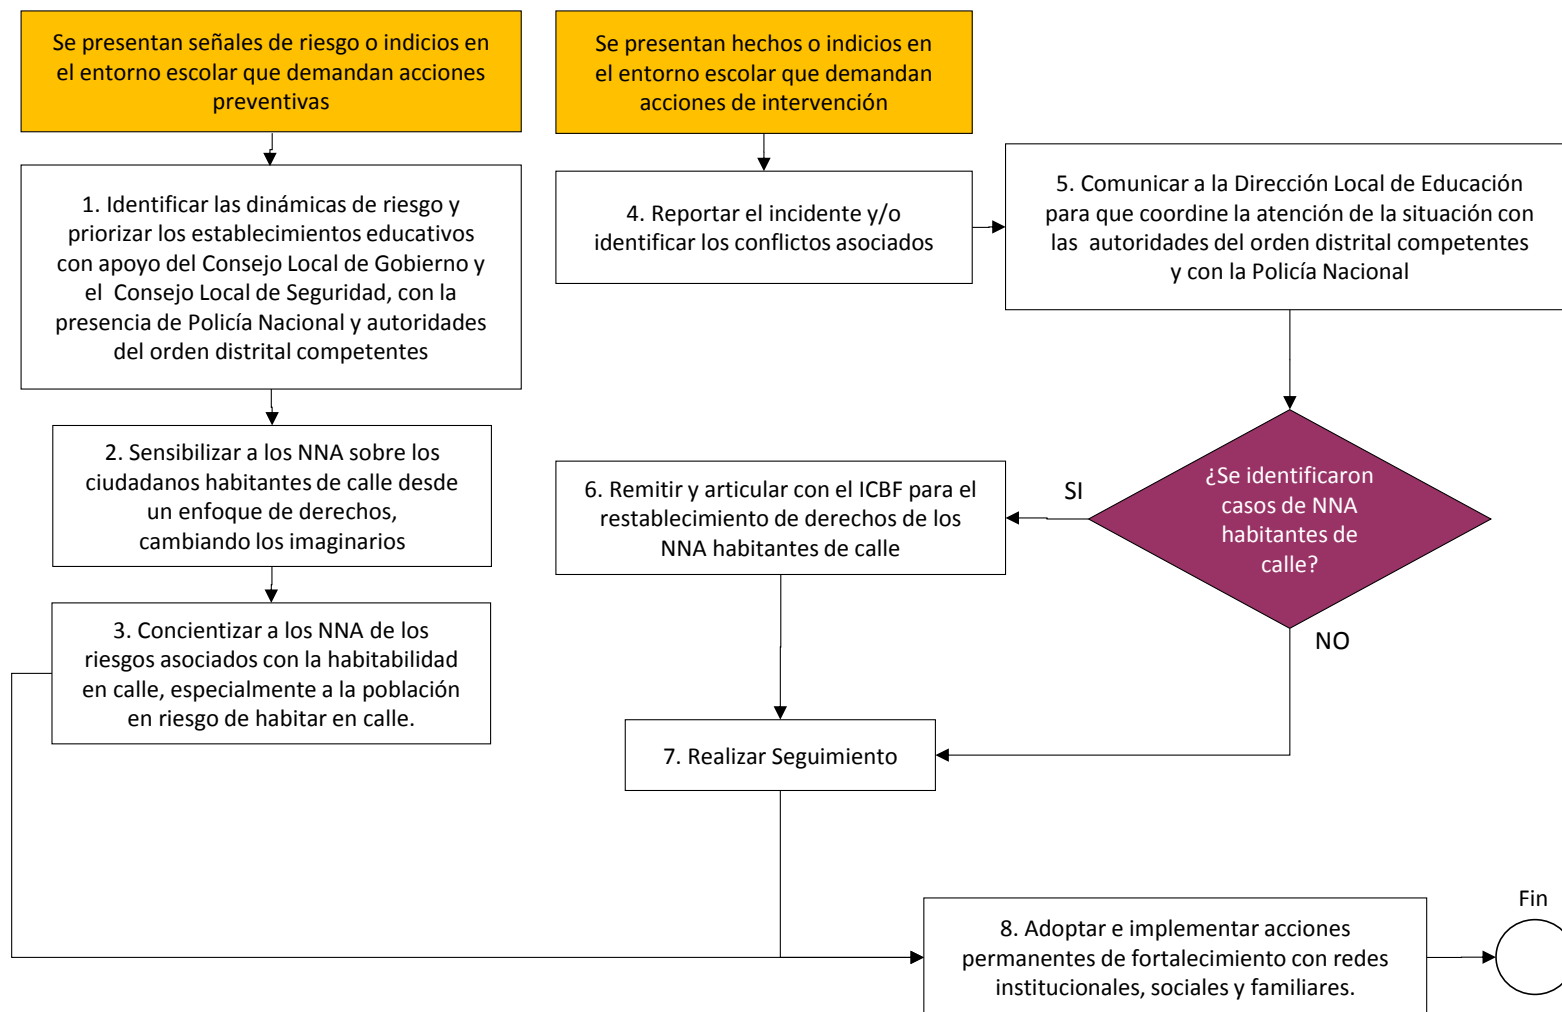 Se presentan señales de riesgo o indicios en
el entorno escolar que demandan acciones
preventivas
Se presentan hechos o indicios en
el entorno escolar que demandan
acciones de intervención
1. Identificar las dinámicas de riesgo y
priorizar los establecimientos educativos
con apoyo del Consejo Local de Gobierno y
el Consejo Local de Seguridad, con la
presencia de Policía Nacional y autoridades
del orden distrital competentes
4. Reportar el incidente y/o
identificar los conflictos asociados
5. Comunicar a la Dirección Local de Educación
para que coordine la atención de la situación con
las autoridades del orden distrital competentes
y con la Policía Nacional
2. Sensibilizar a los NNA sobre los
ciudadanos habitantes de calle desde
un enfoque de derechos,
cambiando los imaginarios
6. Remitir y articular con el ICBF para el
restablecimiento de derechos de los
NNA habitantes de calle
SI
¿Se identificaron
casos de NNA
habitantes de
calle?
NO
3. Concientizar a los NNA de los
riesgos asociados con la habitabilidad
en calle, especialmente a la población
en riesgo de habitar en calle.
7. Realizar Seguimiento
8. Adoptar e implementar acciones
permanentes de fortalecimiento con redes
institucionales, sociales y familiares.
Fin